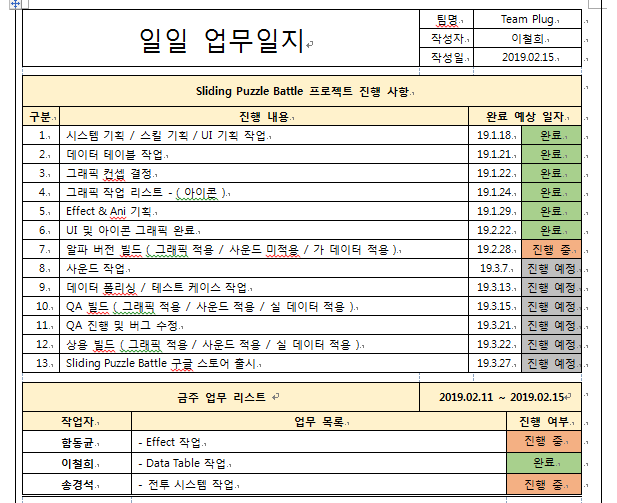 일일 업무일지
팀명 Team Plug.
작성자 이철희
작성일 2019.02.15.
Sliding Puzzle Battle 프로젝트 진행 사항
구분 진행 내용 완료 예상 일자
1. 시스템 기획 / 스킬 기획 / UI 기획 작업 19.1.18. 완료
2. 데이터 테이블 작업 19.1.21. 완료
3. 그래픽 컵셉 결정 19.1.22. 완료
4. 그래픽 작업 리스트 - ( 아이콘 ) 19.1.24. 완료
5. Effect & Ani 기획 19.1.29. 완료
6. UI 및 아이콘 그래픽 완료 19.2.22. 완료
7. 알파 버전 빌드 ( 그래픽 적용 / 사운드 미적용 / 가 데이터 적용 ) 19.2.28. 진행 중
8. 사운드 작업 19.3.7. 진행 예정
9. 데이터 폴리싱 / 테스트 케이스 작업 19.3.13. 진행 예정
10. QA 빌드 ( 그래픽 적용 / 사운드 적용 / 실 데이터 적용 ) 19.3.15. 진행 예정
11. QA 진행 및 버그 수정 19.3.21. 진행 예정
12. 상용 빌드 ( 그래픽 적용 / 사운드 적용 / 실 데이터 적용 ) 19.3.22. 진행 예정
13. Sliding Puzzle Battle 구글 스토어 출시 19.3.27. 진행 예정
금주 업무 리스트 2019.02.11 ~ 2019.02.15
작업자 업무 목록 진행 여부
함동균 - Effect 작업 진행 중
이철희 - Data Table 작업 완료
송경석 - 전투 시스템 작업 진행 중